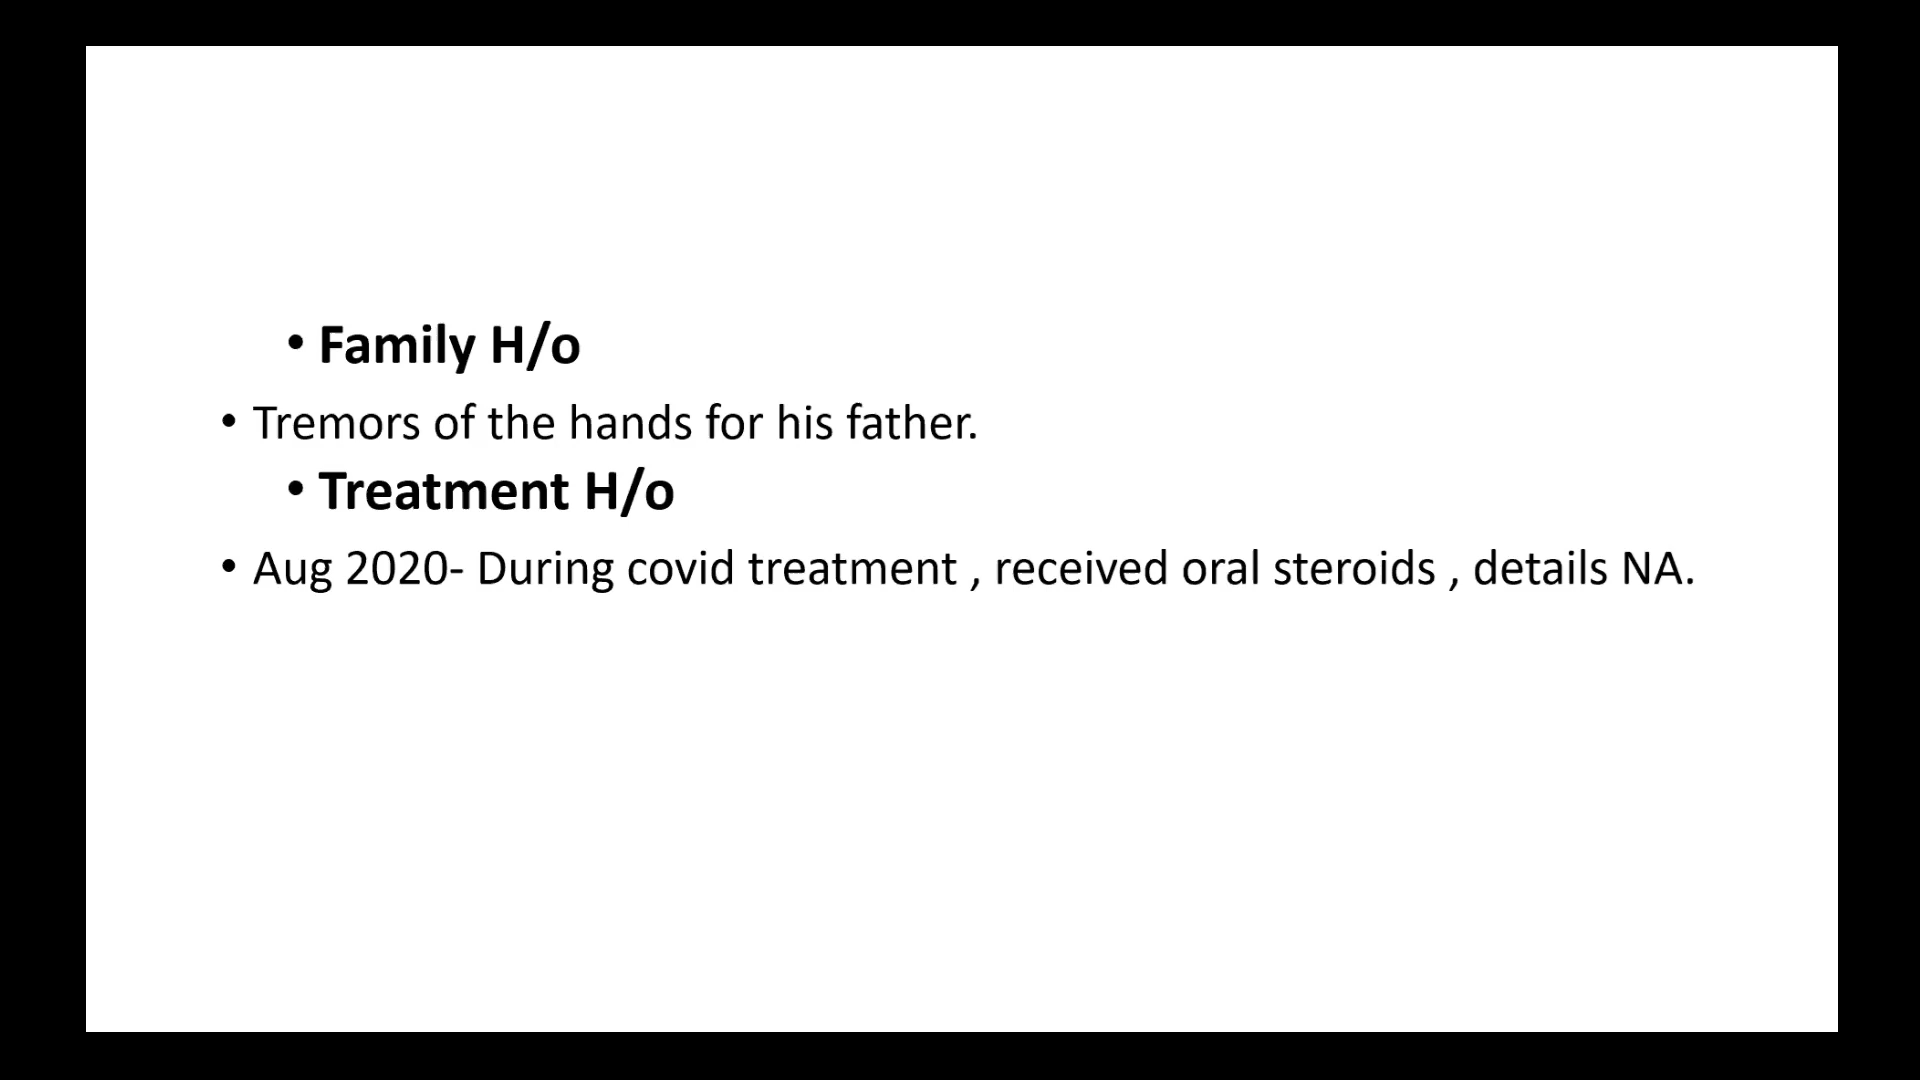 • Family H/o
• Tremors of the hands for his father.
• Treatment H/o
• Aug 2020- During covid treatment , received oral steroids , details NA.